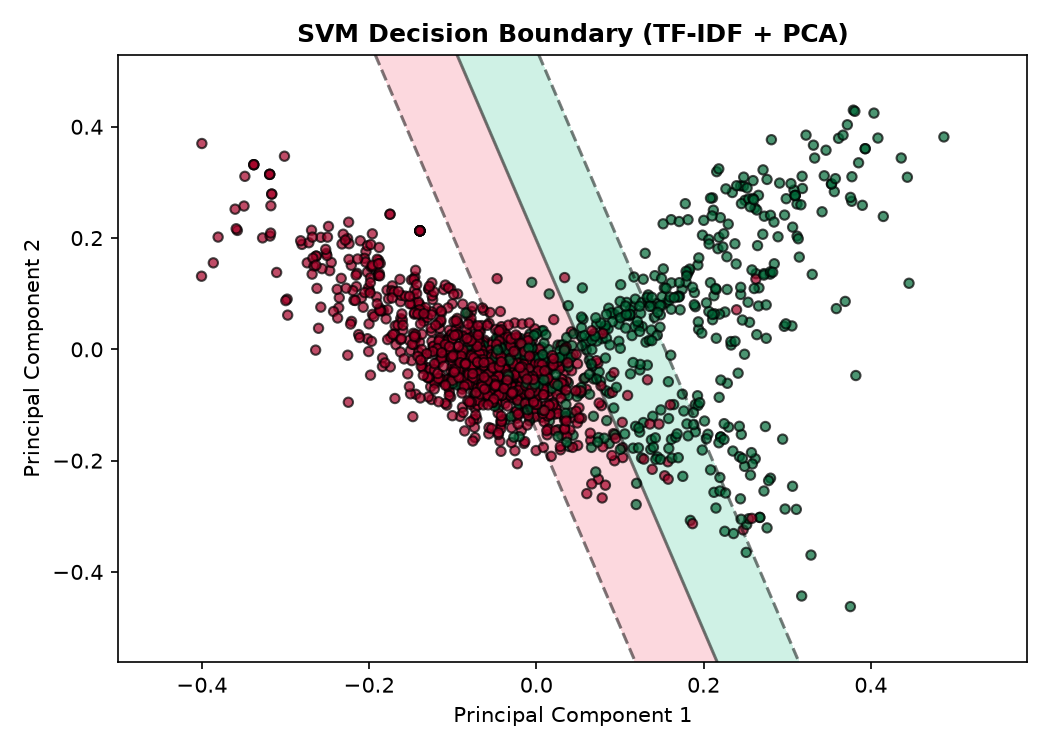 SVM Decision Boundary (TF-IDF + PCA)
Principal Component 2
0.4
0.2
0.0
−0.2
−0.4
−0.4 −0.2 0.0 0.2 0.4
Principal Component 1